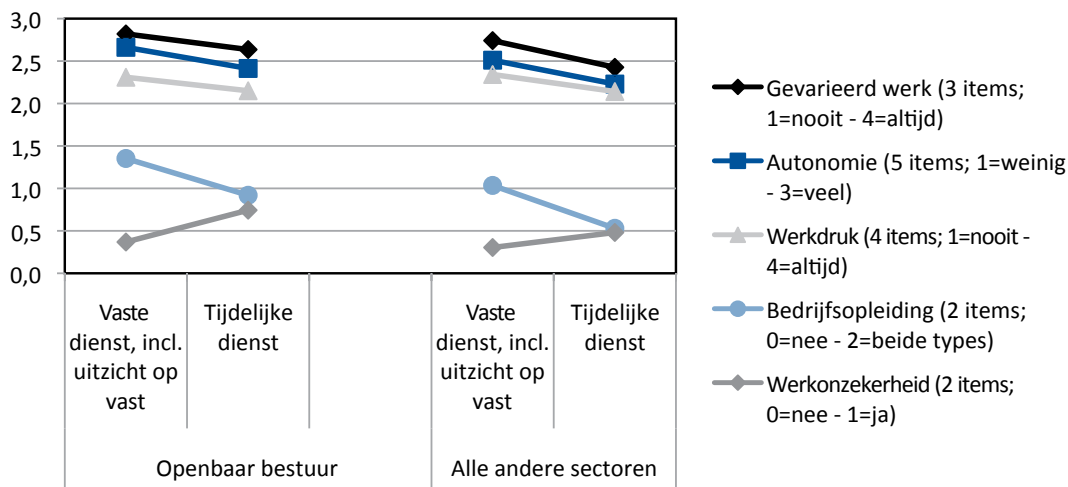 3,0
2,5
2,0
1,5
1,0
0,5
0,0
Vaste
dienst, incl.
uitzicht op
vast
Tijdelijke
dienst
Vaste
dienst, incl.
uitzicht op
vast
Tijdelijke
dienst
Openbaar bestuur
Alle andere sectoren
Gevarieerd werk (3 items;
1=nooit - 4=altijd)
Autonomie (5 items; 1=weinig
- 3=veel)
Werkdruk (4 items; 1=nooit -
4=altijd)
Bedrijfsopleiding (2 items;
0=nee - 2=beide types)
Werkonzekerheid (2 items;
0=nee - 1=ja)